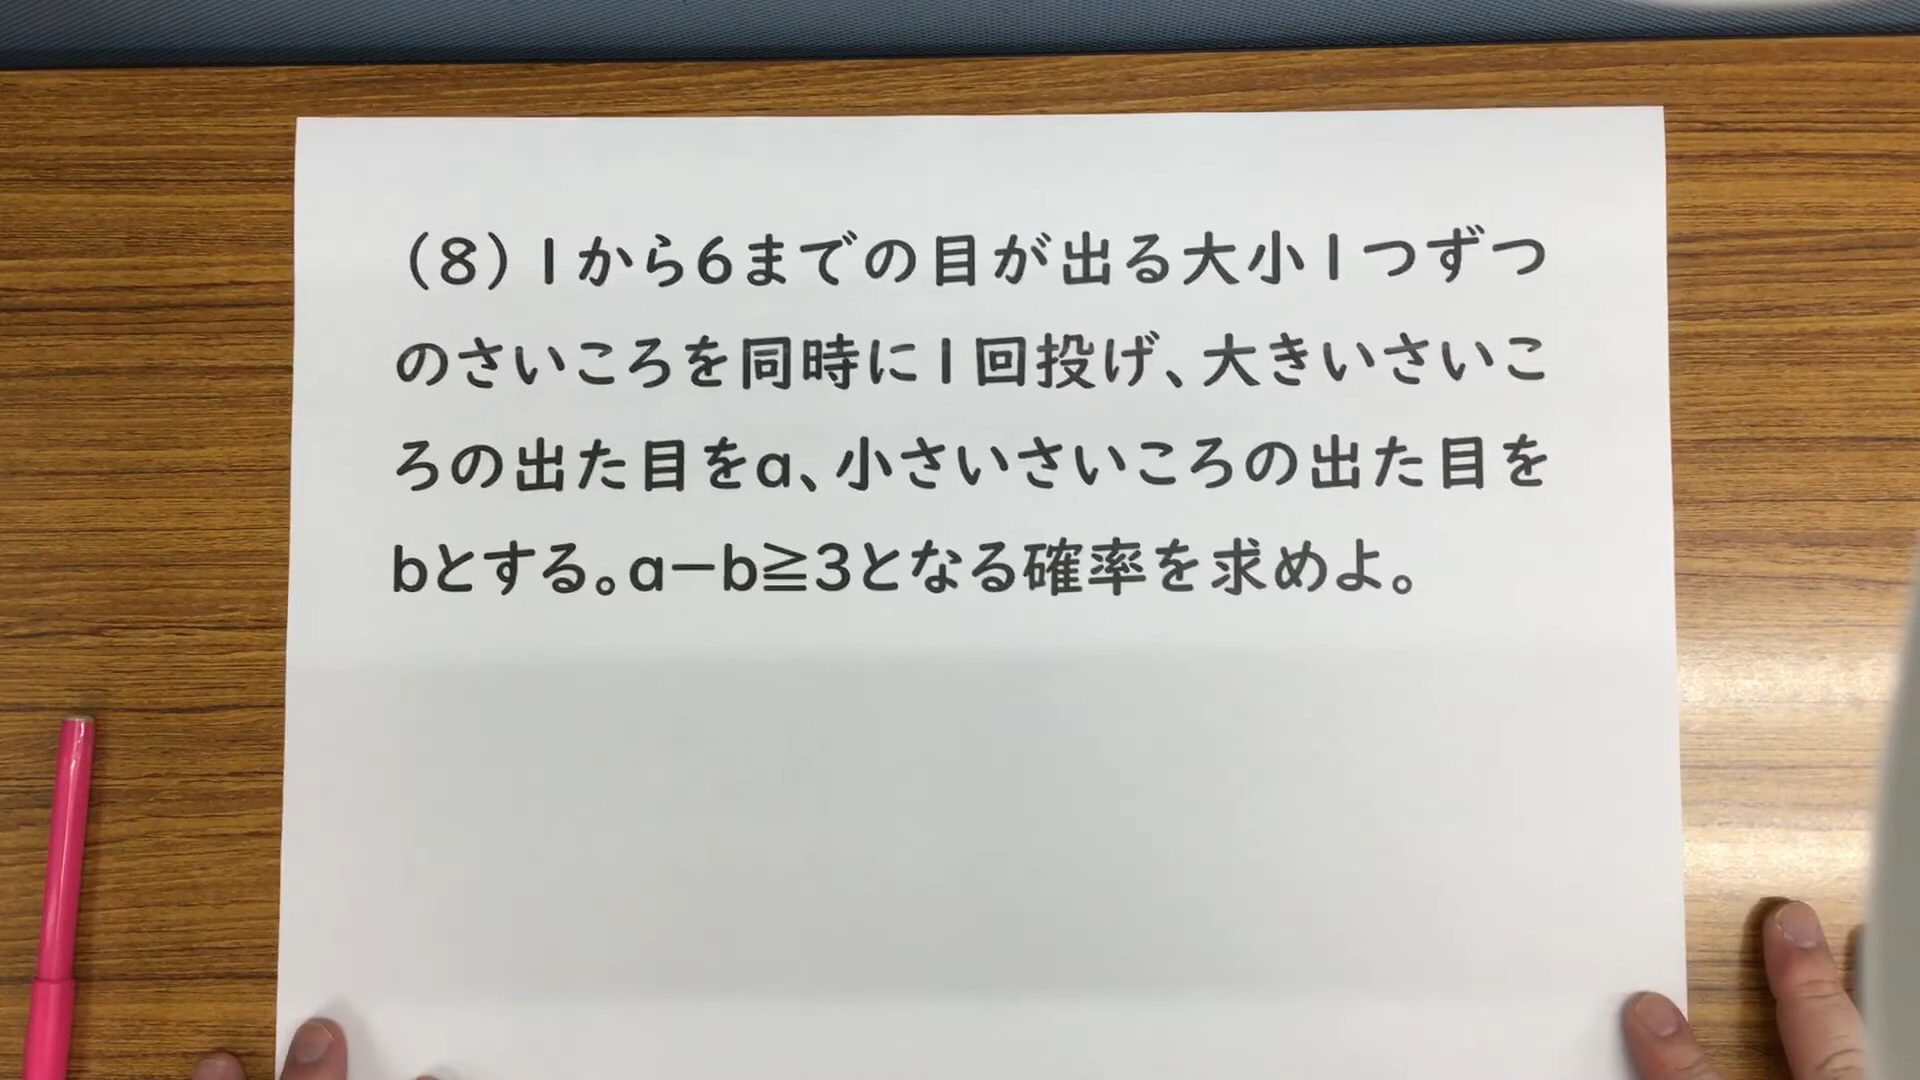 (8)1から6までの目が出る大小1つずつ
のさいころを同時に1回投げ、大きいさいこ
ろの出た目をa、小さいさいころの出た目を
bとする。a－b≧3となる確率を求めよ。